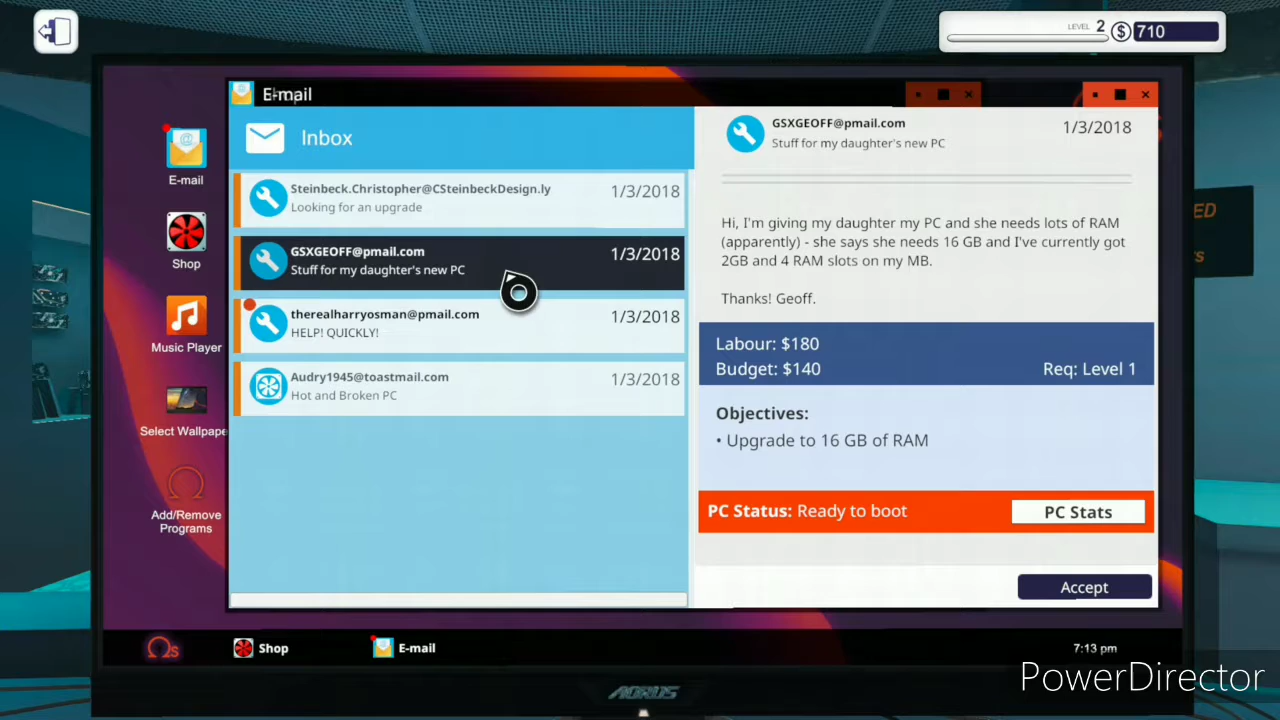 LEVEL 2 $ 710
E-mail
Inbox
Steinbeck.Christopher@CSteinbeckDesign.ly 1/3/2018
Looking for an upgrade
GSXGEOFF@pmail.com 1/3/2018
Stuff for my daughter's new PC
therealharryosman@pmail.com 1/3/2018
HELP! QUICKLY!
Audry1945@toastmail.com 1/3/2018
Hot and Broken PC
E-mail
Shop
Music Player
Select Wallpape
Add/Remove
Programs
GSXGEOFF@pmail.com 1/3/2018
Stuff for my daughter's new PC
Hi, I'm giving my daughter my PC and she needs lots of RAM
(apparently) - she says she needs 16 GB and I've currently got
2GB and 4 RAM slots on my MB.
Thanks! Geoff.
Labour: $180
Budget: $140 Req: Level 1
Objectives:
• Upgrade to 16 GB of RAM
PC Status: Ready to boot PC Stats
Accept
ED
S
Ωs Shop E-mail 7:13 pm
AORUS
PowerDirector